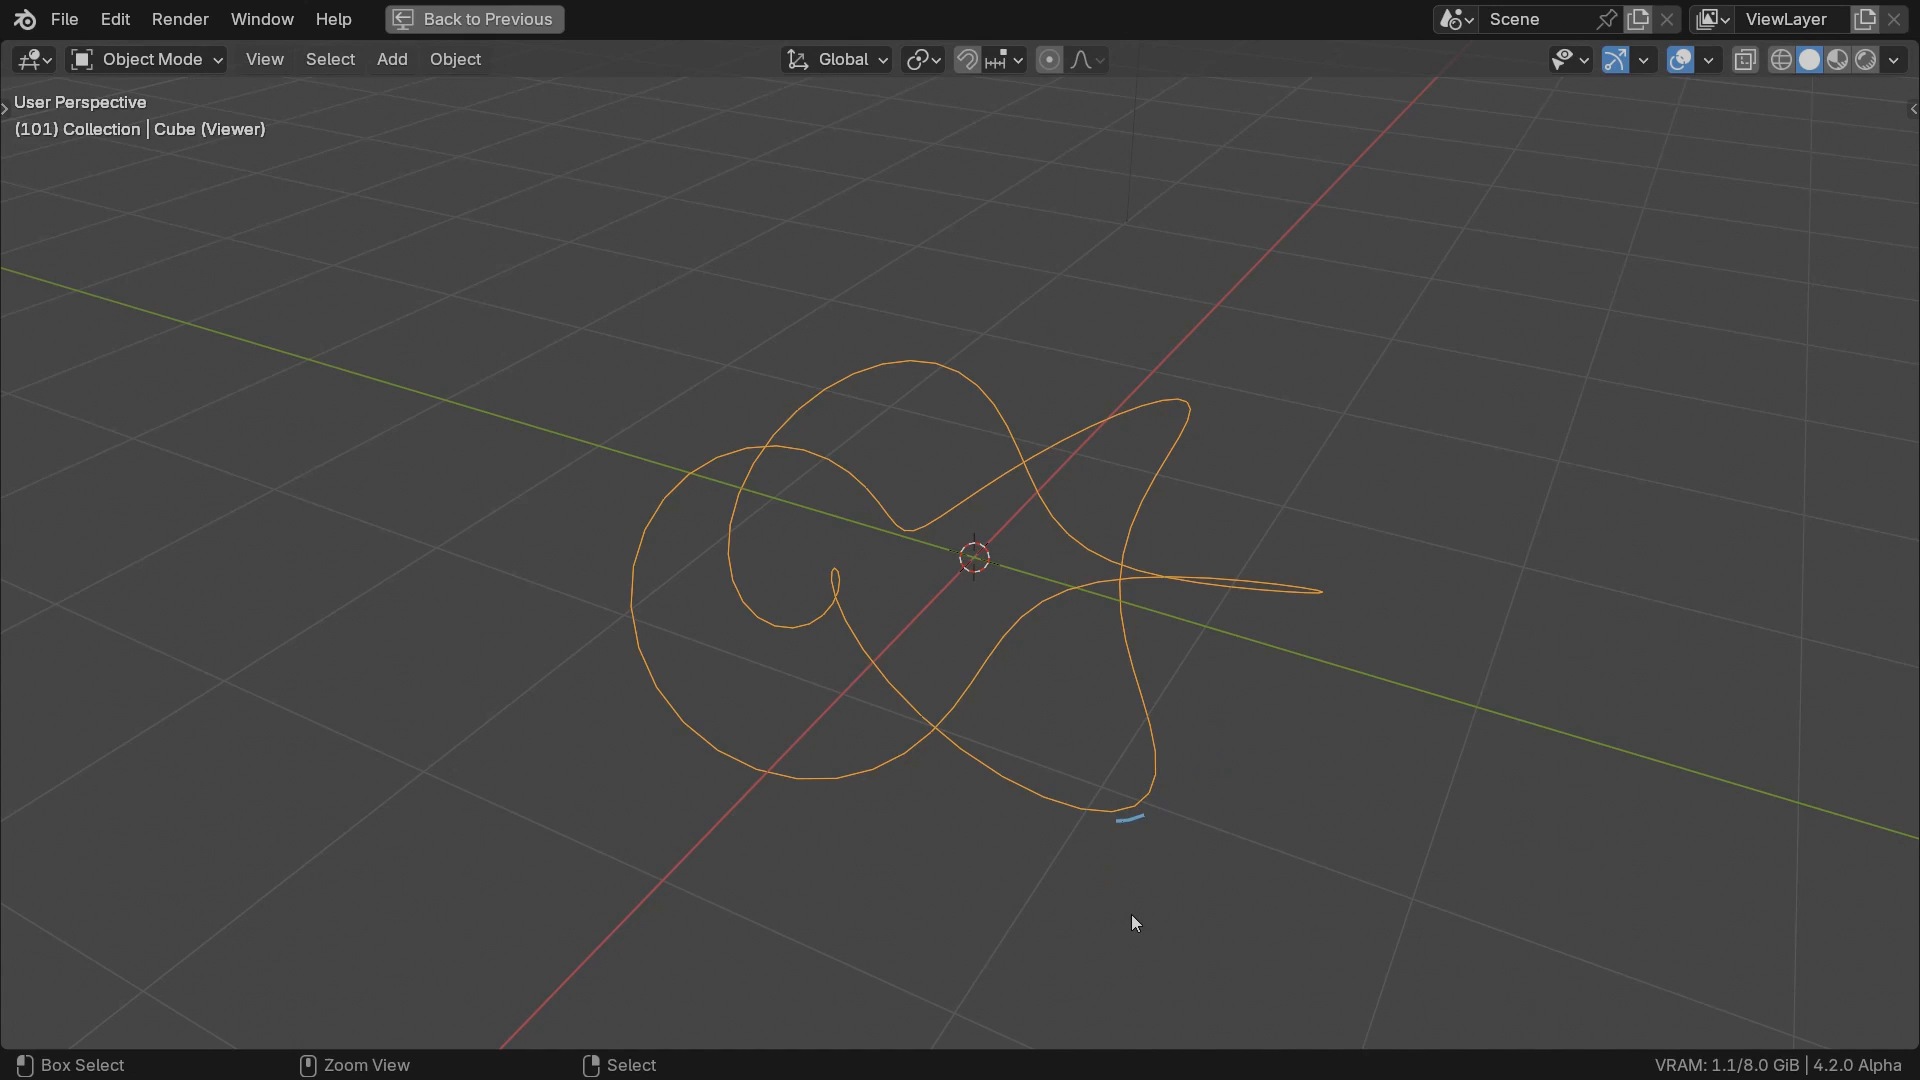 File Edit Render Window Help Back to Previous Scene ViewLayer
Object Mode View Select Add Object Global
User Perspective
(101) Collection | Cube (Viewer)
Box Select Zoom View Select VRAM: 1.1/8.0 GiB | 4.2.0 Alpha